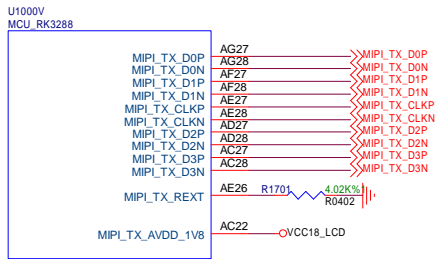 U1000V
MCU_RK3288
MIPI_TX_D0P AG27 MIPI_TX_D0P
MIPI_TX_D0N AG28 MIPI_TX_D0N
MIPI_TX_D1P AF27 MIPI_TX_D1P
MIPI_TX_D1N AF28 MIPI_TX_D1N
MIPI_TX_CLKP AE27 MIPI_TX_CLKP
MIPI_TX_CLKN AE28 MIPI_TX_CLKN
MIPI_TX_D2P AD27 MIPI_TX_D2P
MIPI_TX_D2N AD28 MIPI_TX_D2N
MIPI_TX_D3P AC27 MIPI_TX_D3P
MIPI_TX_D3N AC28 MIPI_TX_D3N
MIPI_TX_REXT AE26 R1701 4.02K%
R0402
MIPI_TX_AVDD_1V8 AC22 VCC18_LCD